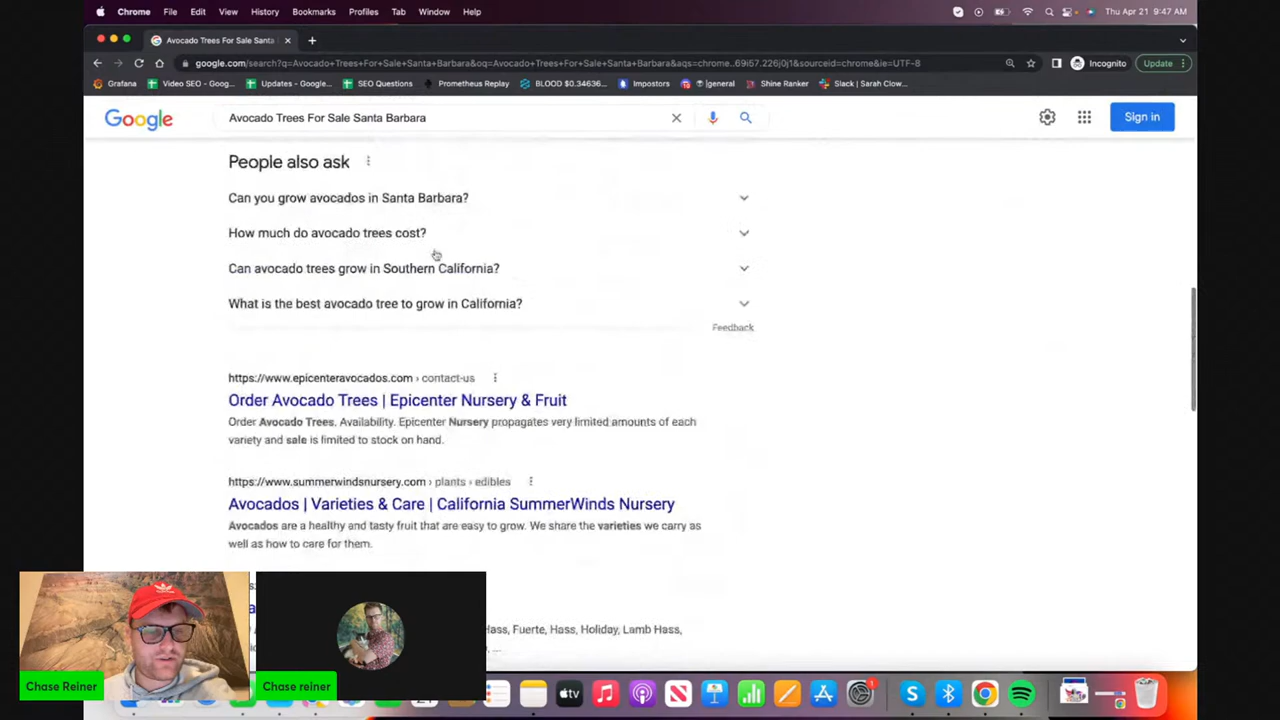 Chrome File Edit View History Bookmarks Profiles Tab Window Help Thu Apr 21 9:47 AM
Avocado Trees For Sale Santa
google.com/search?q=Avocado+Trees+For+Sale+Santa+Barbara&oq=Avocado+Trees+For+Sale+Santa+Barbara&aqs=chrome..69i57.226j0j1&sourceid=chrome&ie=UTF-8 Incognito Update
Grafana Video SEO - Goog... Updates - Google... SEO Questions Prometheus Replay BLOOD $0.34636... Impostors |general Shine Ranker Slack | Sarah Clow...
Google Avocado Trees For Sale Santa Barbara Sign in
People also ask
Can you grow avocados in Santa Barbara?
How much do avocado trees cost?
Can avocado trees grow in Southern California?
What is the best avocado tree to grow in California?
Feedback
https://www.epicenteravocados.com › contact-us
Order Avocado Trees | Epicenter Nursery & Fruit
Order Avocado Trees. Availability. Epicenter Nursery propagates very limited amounts of each
variety and sale is limited to stock on hand.
https://www.summerwindsnursery.com › plants › edibles
Avocados | Varieties & Care | California SummerWinds Nursery
Avocados are a healthy and tasty fruit that are easy to grow. We share the varieties we carry as
well as how to care for them.
Hass, Fuerte, Hass, Holiday, Lamb Hass,
...
Chase Reiner
Chase reiner
tv
1